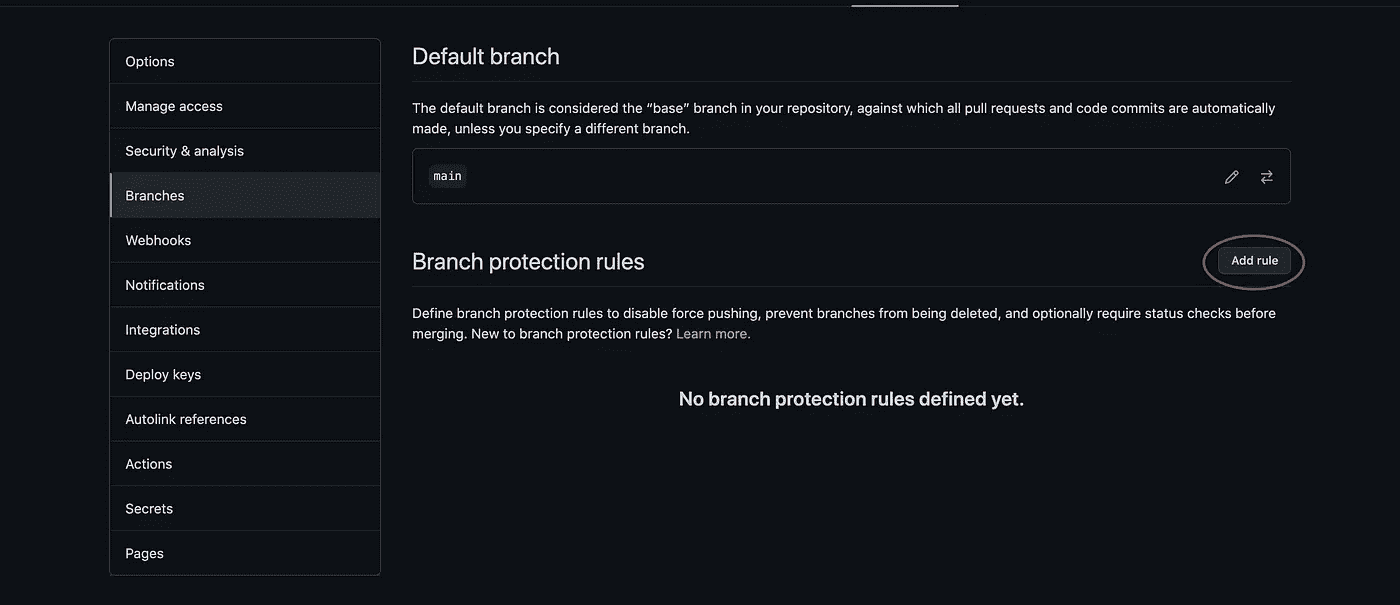 Options
Manage access
Security & analysis
Branches
Webhooks
Notifications
Integrations
Deploy keys
Autolink references
Actions
Secrets
Pages
Default branch
The default branch is considered the “base” branch in your repository, against which all pull requests and code commits are automatically
made, unless you specify a different branch.
main
Branch protection rules
Add rule
Define branch protection rules to disable force pushing, prevent branches from being deleted, and optionally require status checks before
merging. New to branch protection rules? Learn more.
No branch protection rules defined yet.